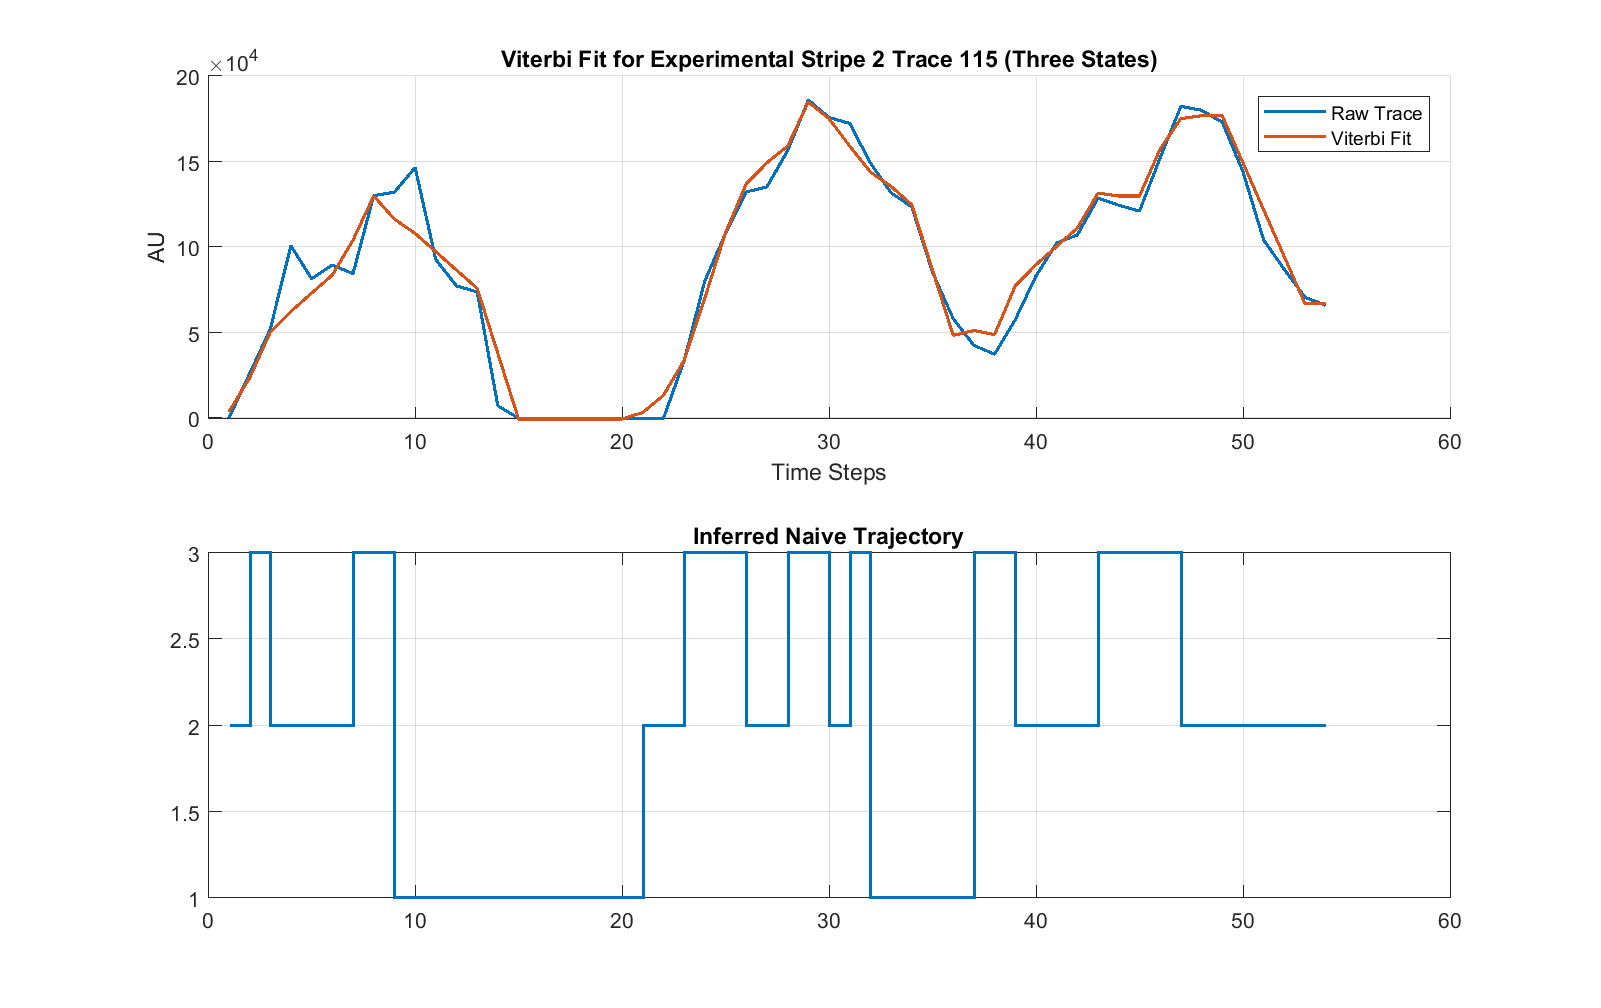 Viterbi Fit for Experimental Stripe 2 Trace 115 (Three States)
×10⁴
20
15
10
5
0
AU
Raw Trace
Viterbi Fit
0 10 20 30 40 50 60
Time Steps
Inferred Naive Trajectory
3
2.5
2
1.5
1
0 10 20 30 40 50 60